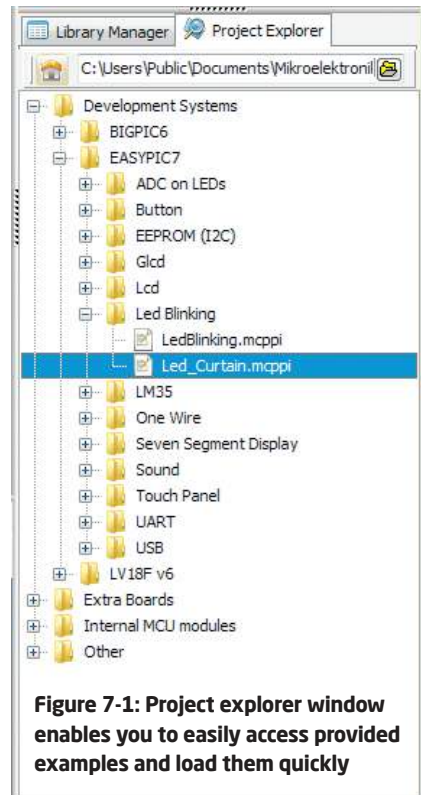 Library Manager Project Explorer
C:\Users\Public\Documents\Mikroelektronil
Development Systems
BIGPIC6
EASYPIC7
ADC on LEDs
Button
EEPROM (I2C)
Glcd
Lcd
Led Blinking
LedBlinking.mcppi
Led_Curtain.mcppi
LM35
One Wire
Seven Segment Display
Sound
Touch Panel
UART
USB
LV18F v6
Extra Boards
Internal MCU modules
Other
Figure 7-1: Project explorer window
enables you to easily access provided
examples and load them quickly